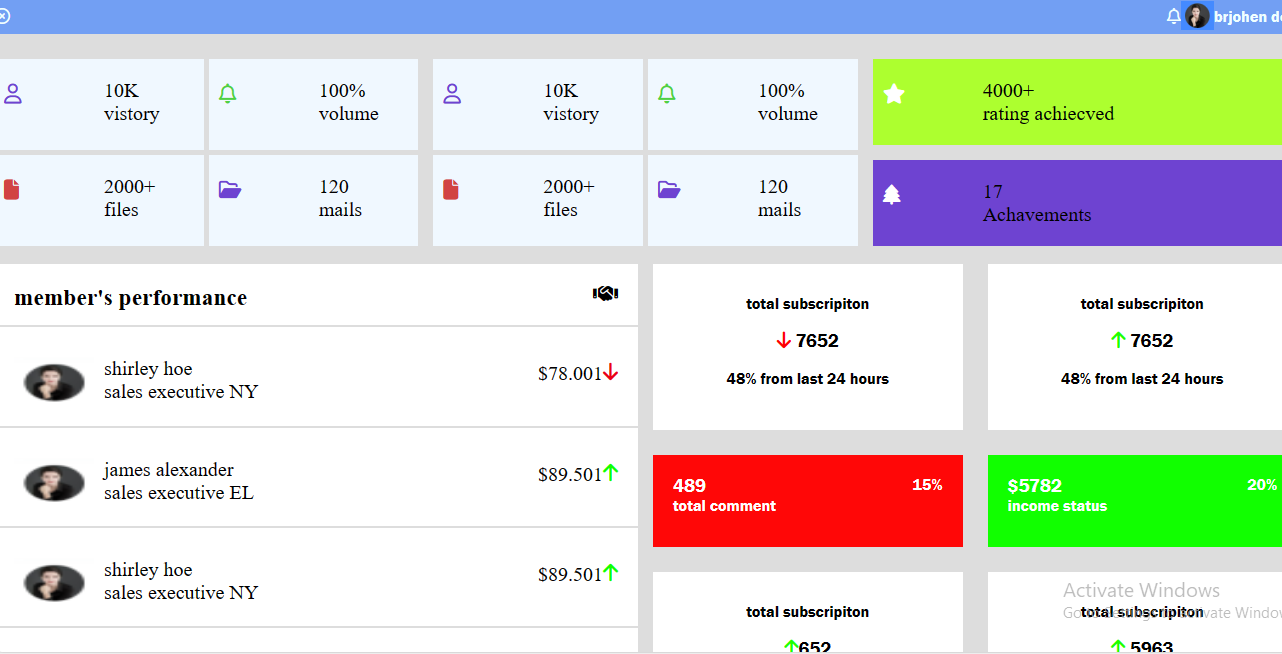 brjohen d
10K
vistory
100%
volume
10K
vistory
100%
volume
4000+
rating achiecved
2000+
files
120
mails
2000+
files
120
mails
17
Achavements
member's performance
shirley hoe
sales executive NY
$78.001
james alexander
sales executive EL
$89.501
shirley hoe
sales executive NY
$89.501
total subscripiton
7652
48% from last 24 hours
total subscripiton
7652
48% from last 24 hours
489
15%
total comment
$5782
20%
income status
total subscripiton
652
total subscripiton
5963
Activate Windows
Go to Settings to activate Windo